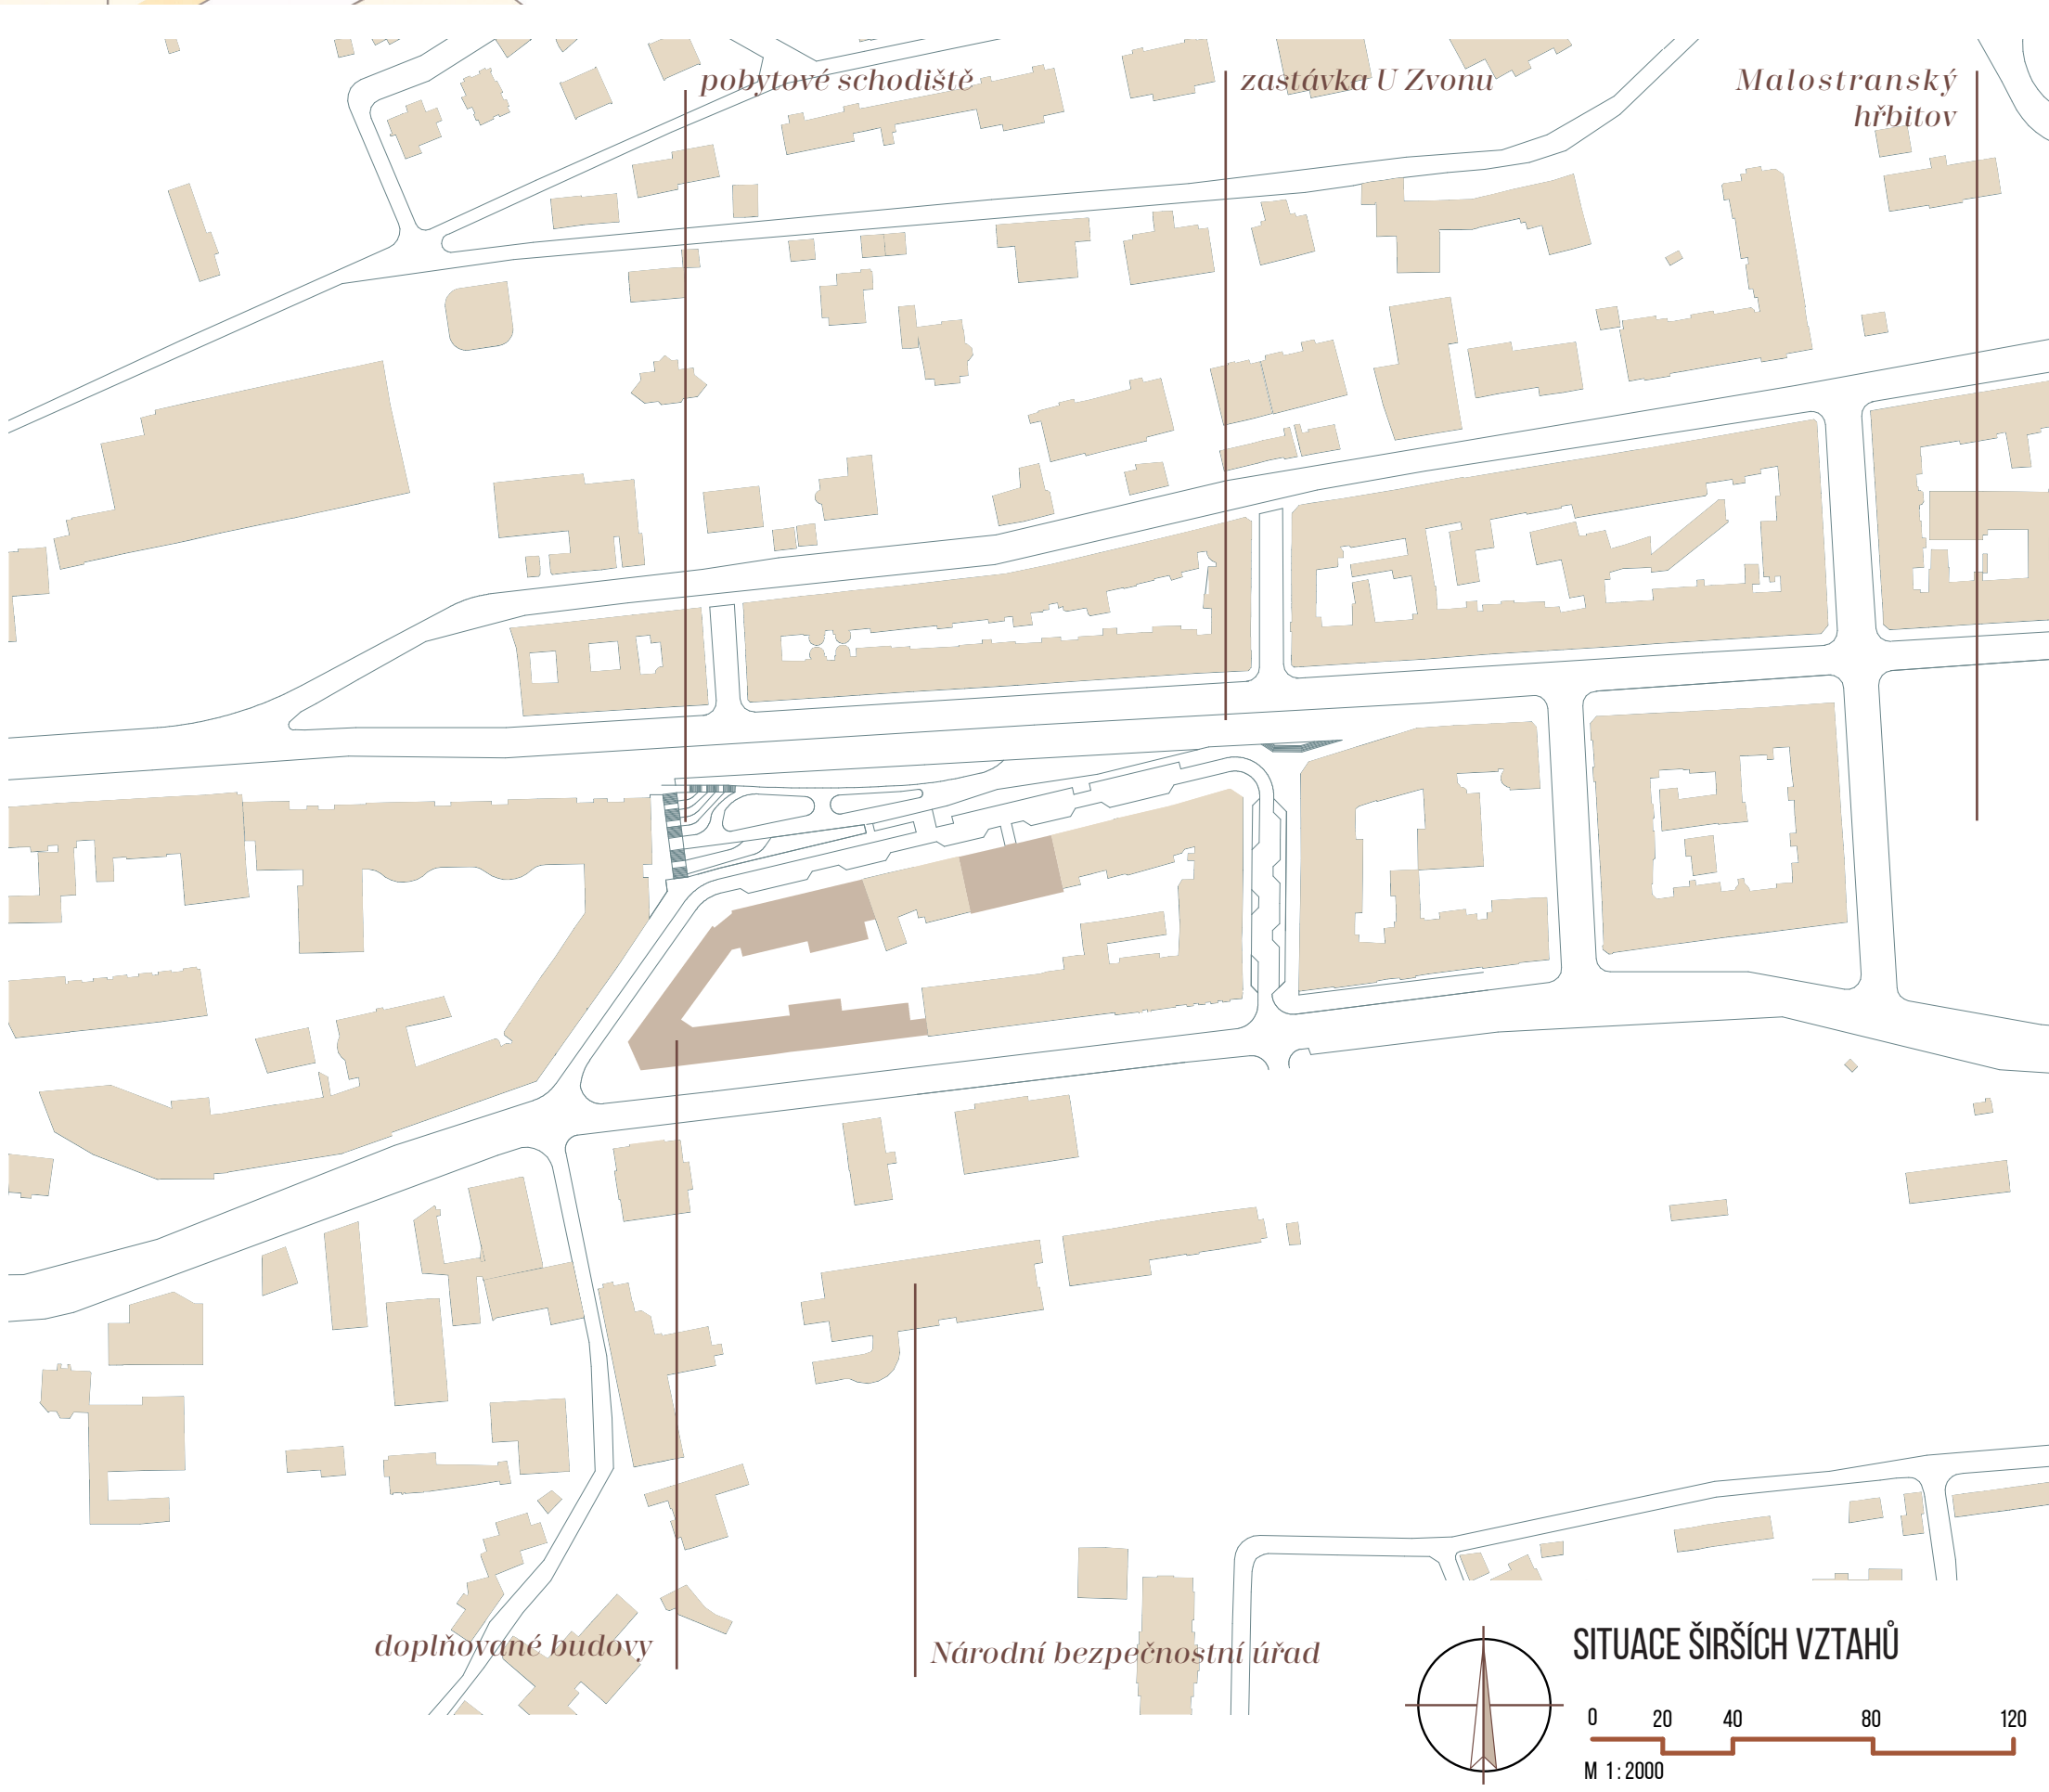 pobytové schodiště
zastávka U Zvonu
Malostranský
hřbitov
doplňované budovy
Národní bezpečnostní úřad
SITUACE ŠIRŠÍCH VZTAHŮ
0 20 40 80 120
M 1:2000